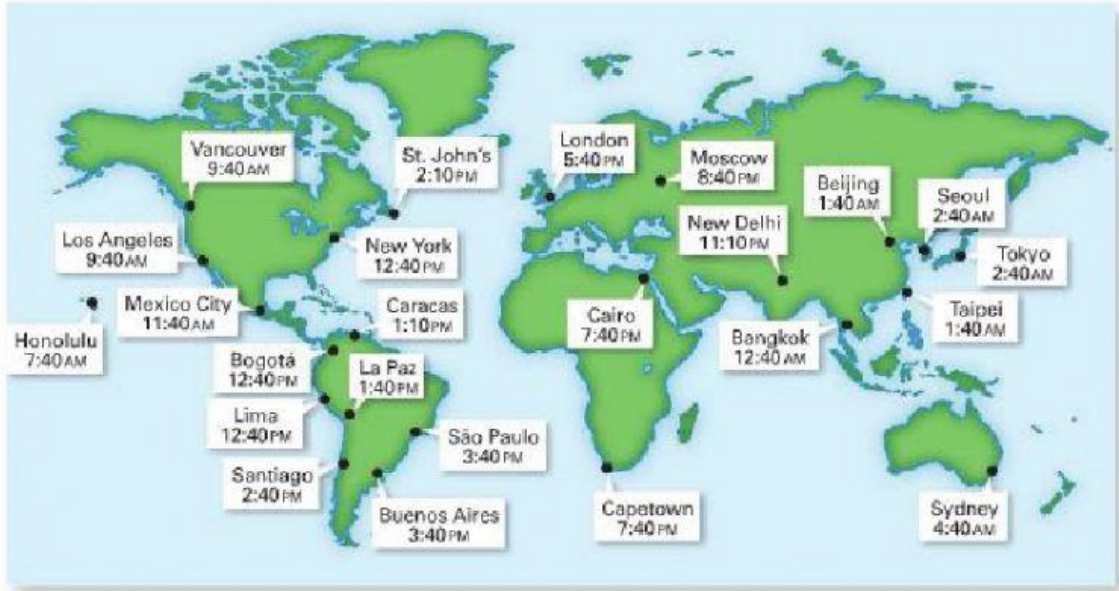 Vancouver
9:40 AM
St. John's
2:10 PM
London
5:40 PM
Moscow
8:40 PM
Beijing
1:40 AM
Seoul
2:40 AM
Los Angeles
9:40 AM
New York
12:40 PM
New Delhi
11:10 PM
Tokyo
2:40 AM
Honolulu
7:40 AM
Mexico City
11:40 AM
Caracas
1:10 PM
Cairo
7:40 PM
Bangkok
12:40 AM
Taipei
1:40 AM
Bogotá
12:40 PM
La Paz
1:40 PM
Lima
12:40 PM
São Paulo
3:40 PM
Santiago
2:40 PM
Buenos Aires
3:40 PM
Capetown
7:40 PM
Sydney
4:40 AM